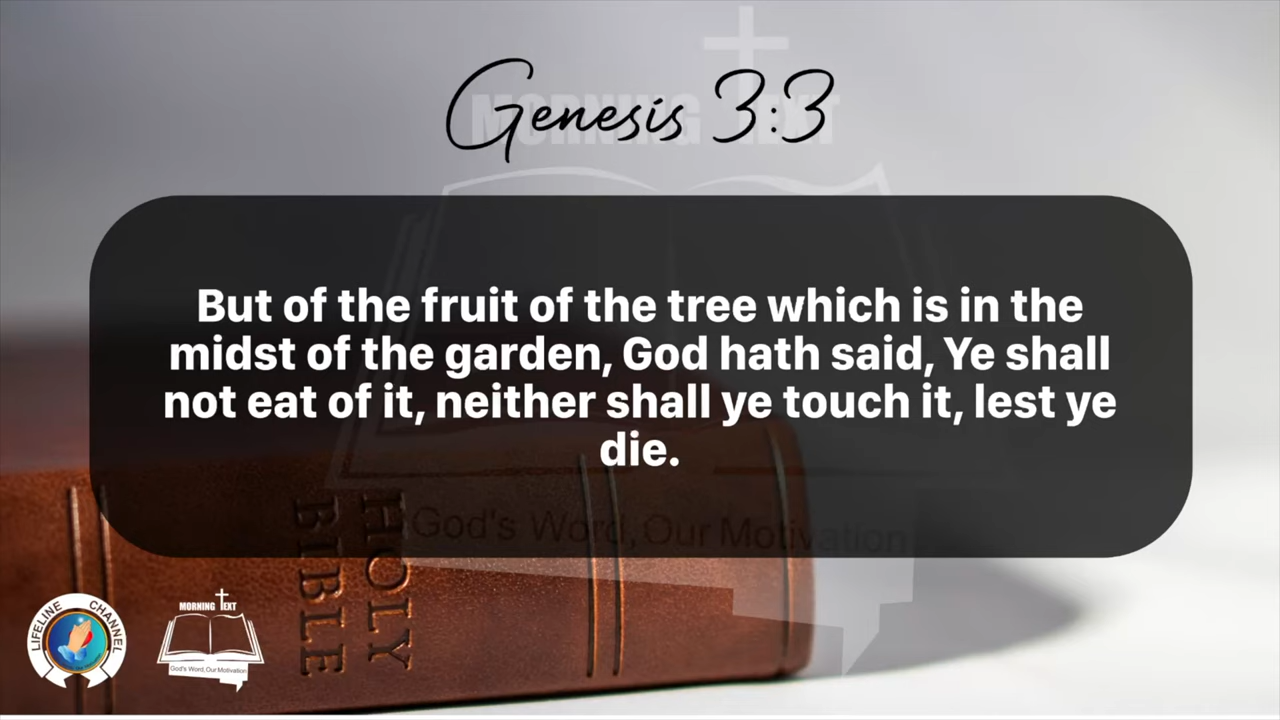 Genesis 3:3
MORNING TEXT
But of the fruit of the tree which is in the
midst of the garden, God hath said, Ye shall
not eat of it, neither shall ye touch it, lest ye
die.
God's Word, Our Motivation
HOLY
BIBLE
LIFELINE CHANNEL
MORNING TEXT
God's Word, Our Motivation